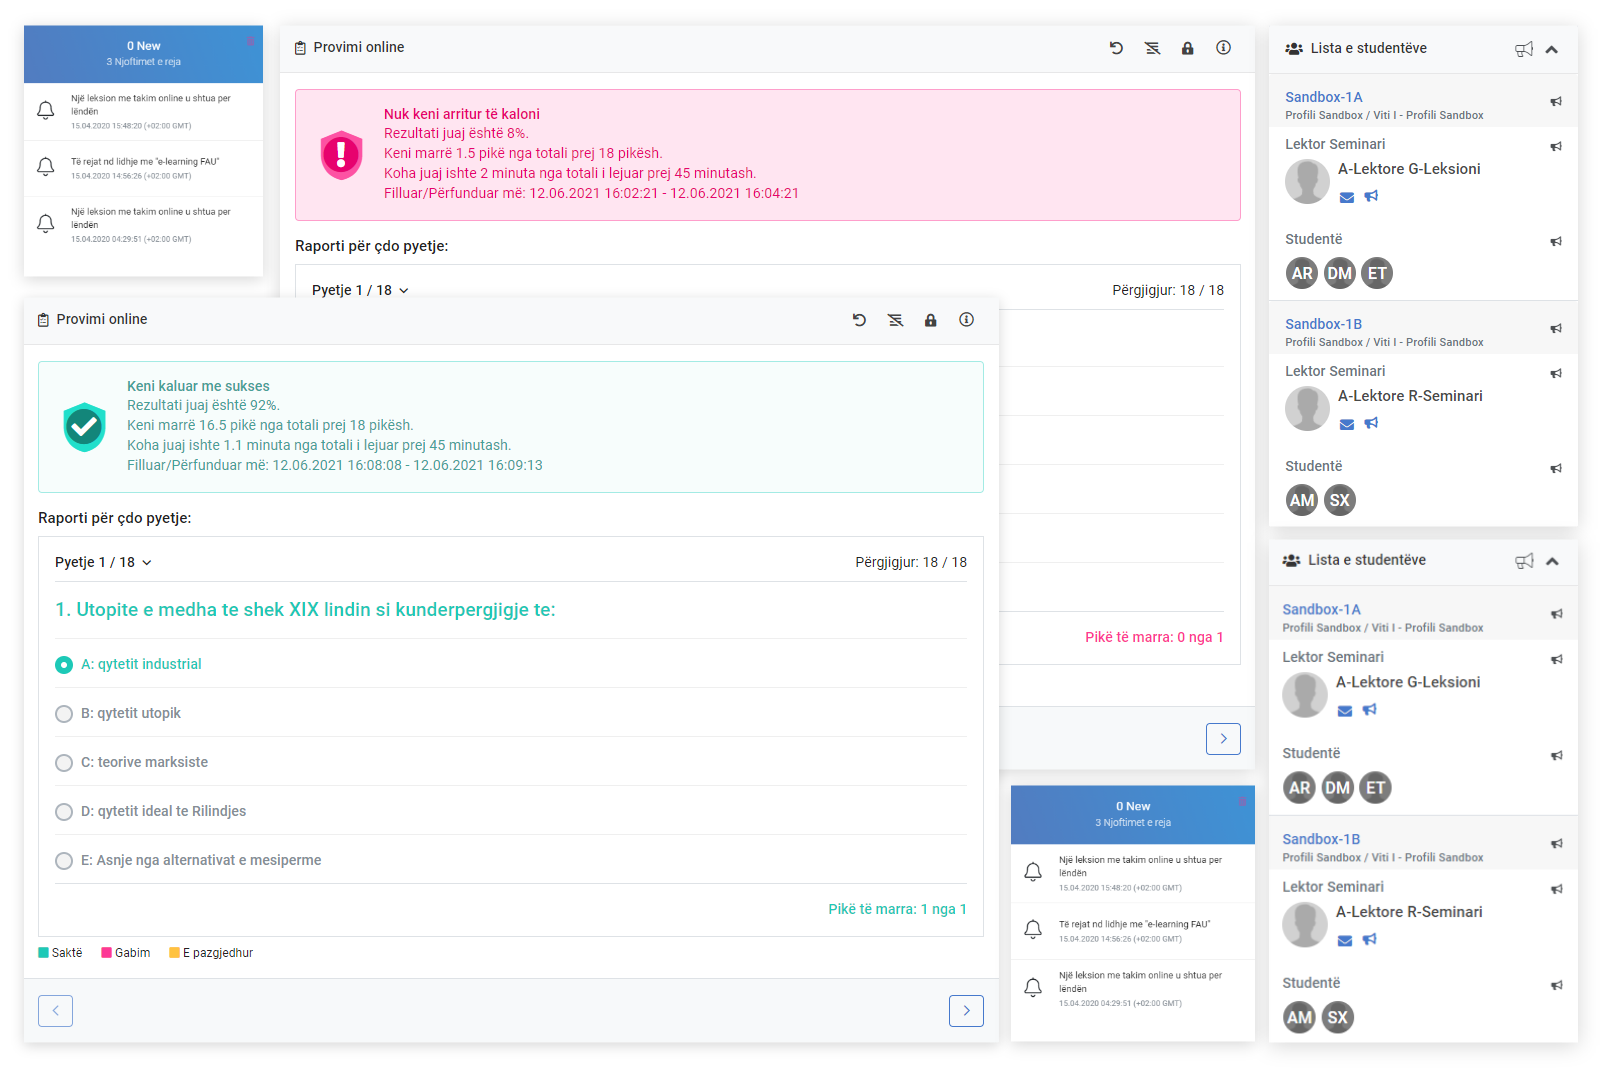 0 New
3 Njoftimet e reja
Një leksion me takim online u shtua per
lëndën
15.04.2020 15:48:20 (+02:00 GMT)
Të rejat nd lidhje me "e-learning FAU"
15.04.2020 14:56:26 (+02:00 GMT)
Një leksion me takim online u shtua per
lëndën
15.04.2020 04:29:51 (+02:00 GMT)
Provimi online
Nuk keni arritur të kaloni
Rezultati juaj është 8%.
Keni marrë 1.5 pikë nga totali prej 18 pikësh.
Koha juaj ishte 2 minuta nga totali i lejuar prej 45 minutash.
Filluar/Përfunduar më: 12.06.2021 16:02:21 - 12.06.2021 16:04:21
Raporti për çdo pyetje:
Pyetje 1 / 18
Përgjigjur: 18 / 18
Pikë të marra: 0 nga 1
Provimi online
Keni kaluar me sukses
Rezultati juaj është 92%.
Keni marrë 16.5 pikë nga totali prej 18 pikësh.
Koha juaj ishte 1.1 minuta nga totali i lejuar prej 45 minutash.
Filluar/Përfunduar më: 12.06.2021 16:08:08 - 12.06.2021 16:09:13
Raporti për çdo pyetje:
Pyetje 1 / 18
Përgjigjur: 18 / 18
1. Utopite e medha te shek XIX lindin si kunderpergjigje te:
A: qytetit industrial
B: qytetit utopik
C: teorive marksiste
D: qytetit ideal te Rilindjes
E: Asnje nga alternativat e mesiperme
Pikë të marra: 1 nga 1
Saktë Gabim E pazgjedhur
0 New
3 Njoftimet e reja
Një leksion me takim online u shtua per
lëndën
15.04.2020 15:48:20 (+02:00 GMT)
Të rejat nd lidhje me "e-learning FAU"
15.04.2020 14:56:26 (+02:00 GMT)
Një leksion me takim online u shtua per
lëndën
15.04.2020 04:29:51 (+02:00 GMT)
Lista e studentëve
Sandbox-1A
Profili Sandbox / Viti I - Profili Sandbox
Lektor Seminari
A-Lektore G-Leksioni
Studentë
AR DM ET
Sandbox-1B
Profili Sandbox / Viti I - Profili Sandbox
Lektor Seminari
A-Lektore R-Seminari
Studentë
AM SX
Lista e studentëve
Sandbox-1A
Profili Sandbox / Viti I - Profili Sandbox
Lektor Seminari
A-Lektore G-Leksioni
Studentë
AR DM ET
Sandbox-1B
Profili Sandbox / Viti I - Profili Sandbox
Lektor Seminari
A-Lektore R-Seminari
Studentë
AM SX